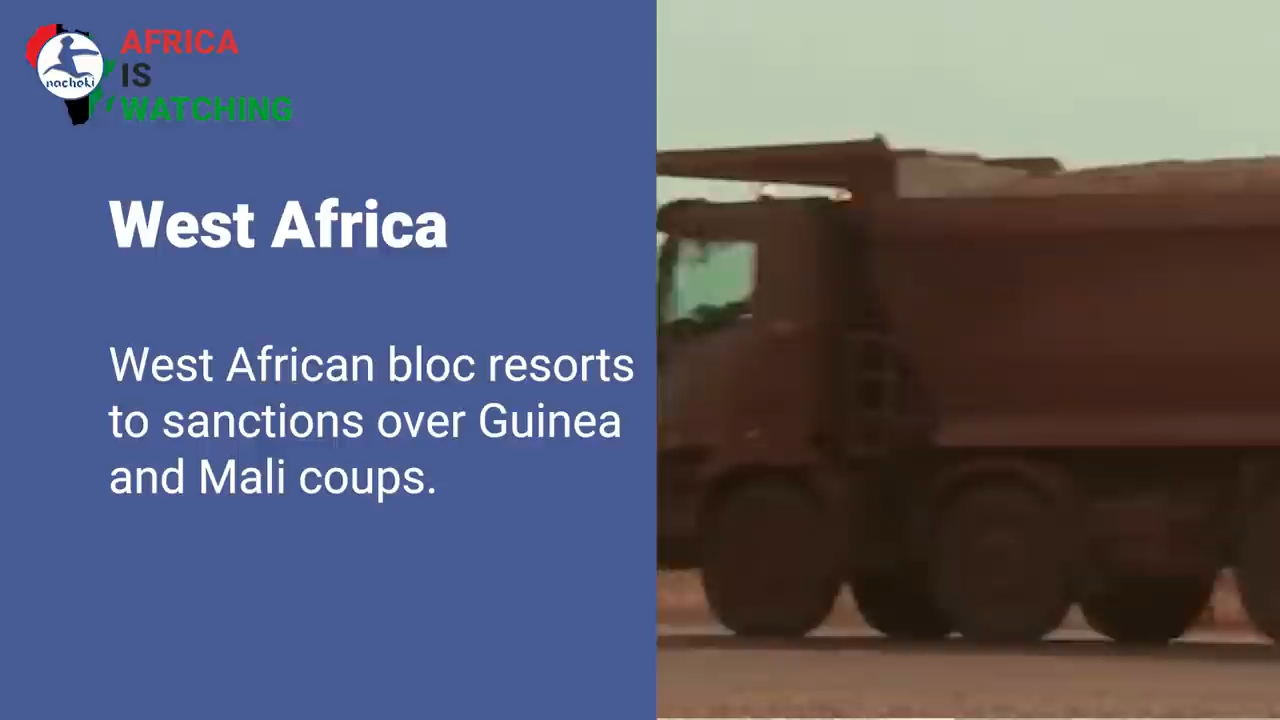 AFRICA
IS
WATCHING
nacheki
West Africa
West African bloc resorts
to sanctions over Guinea
and Mali coups.